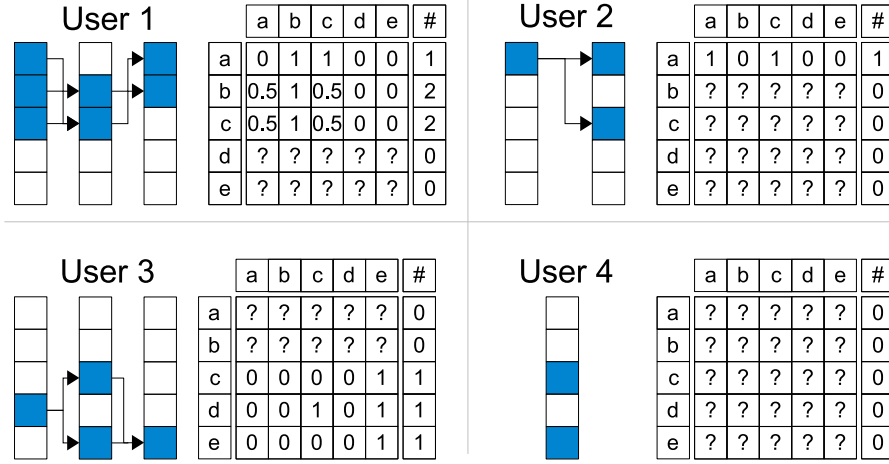 User 1
a b c d e #
a 0 1 1 0 0 1
b 0.5 1 0.5 0 0 2
c 0.5 1 0.5 0 0 2
d ? ? ? ? ? 0
e ? ? ? ? ? 0
User 2
a b c d e #
a 1 0 1 0 0 1
b ? ? ? ? ? 0
c ? ? ? ? ? 0
d ? ? ? ? ? 0
e ? ? ? ? ? 0
User 3
a b c d e #
a ? ? ? ? ? 0
b ? ? ? ? ? 0
c 0 0 0 0 1 1
d 0 0 1 0 1 1
e 0 0 0 0 1 1
User 4
a b c d e #
a ? ? ? ? ? 0
b ? ? ? ? ? 0
c ? ? ? ? ? 0
d ? ? ? ? ? 0
e ? ? ? ? ? 0